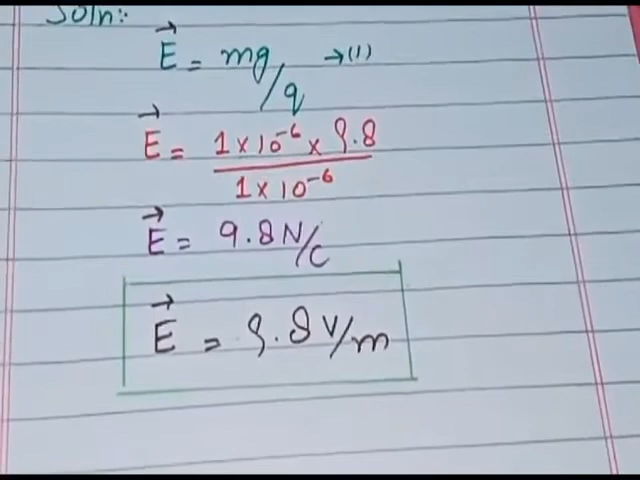 Soln:
E⃗ = mg/q →(1)
E⃗ = 1×10⁻⁶ × 9.8 / 1×10⁻⁶
E⃗ = 9.8 N/C
E⃗ = 9.8 V/m